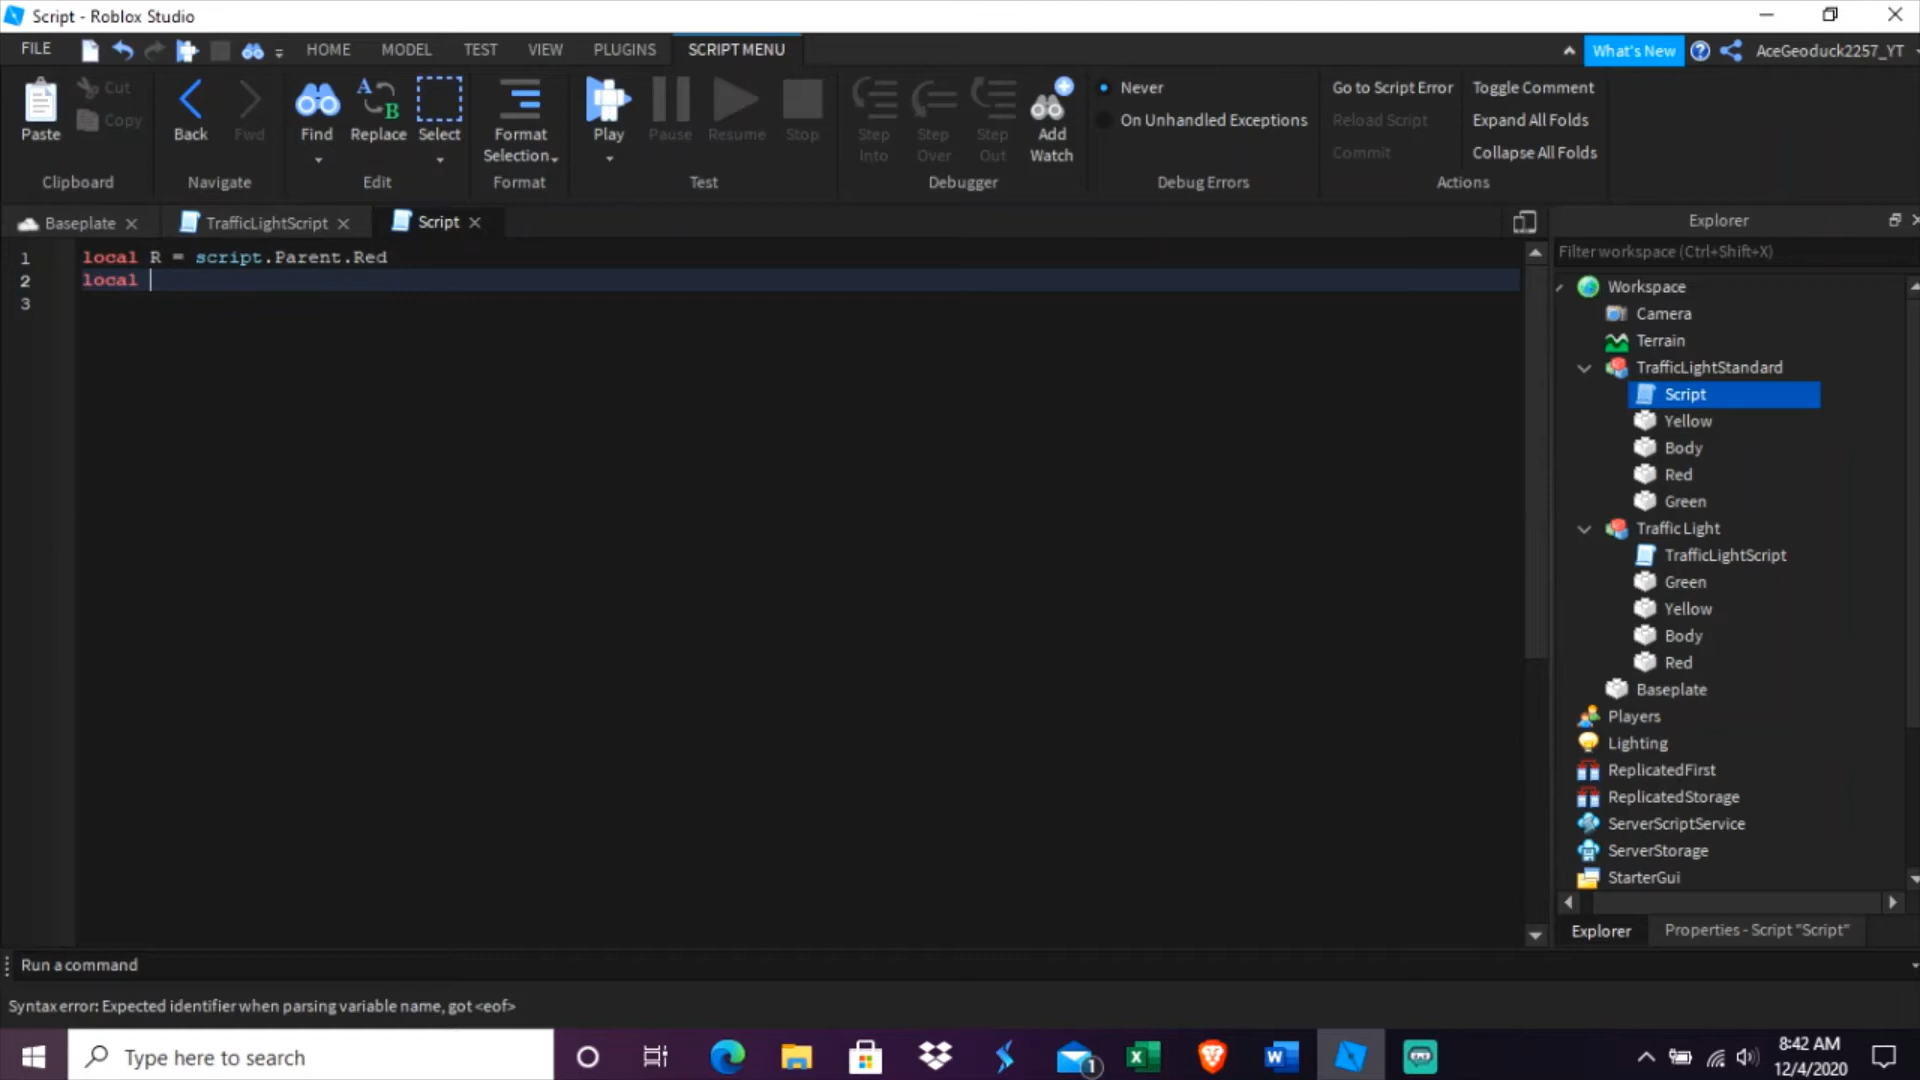 Script - Roblox Studio
FILE HOME MODEL TEST VIEW PLUGINS SCRIPT MENU What's New AceGeoduck2257_YT
Paste Cut Copy Back Fwd Find Replace Select Format Selection Play Pause Resume Stop Step Into Step Over Step Out Add Watch
Never
On Unhandled Exceptions
Go to Script Error
Reload Script
Commit
Toggle Comment
Expand All Folds
Collapse All Folds
Clipboard Navigate Edit Format Test Debugger Debug Errors Actions
Baseplate TrafficLightScript Script
1 local R = script.Parent.Red
2 local
3
Explorer
Filter workspace (Ctrl+Shift+X)
Workspace
Camera
Terrain
TrafficLightStandard
Script
Yellow
Body
Red
Green
Traffic Light
TrafficLightScript
Green
Yellow
Body
Red
Baseplate
Players
Lighting
ReplicatedFirst
ReplicatedStorage
ServerScriptService
ServerStorage
StarterGui
Explorer Properties - Script "Script"
Run a command
Syntax error: Expected identifier when parsing variable name, got <eof>
Type here to search
1
8:42 AM
12/4/2020